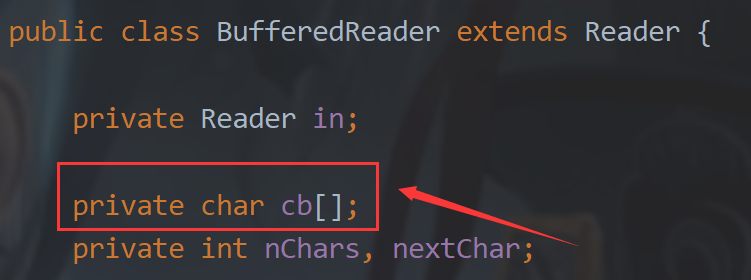 public class BufferedReader extends Reader {
private Reader in;
private char cb[];
private int nChars, nextChar;